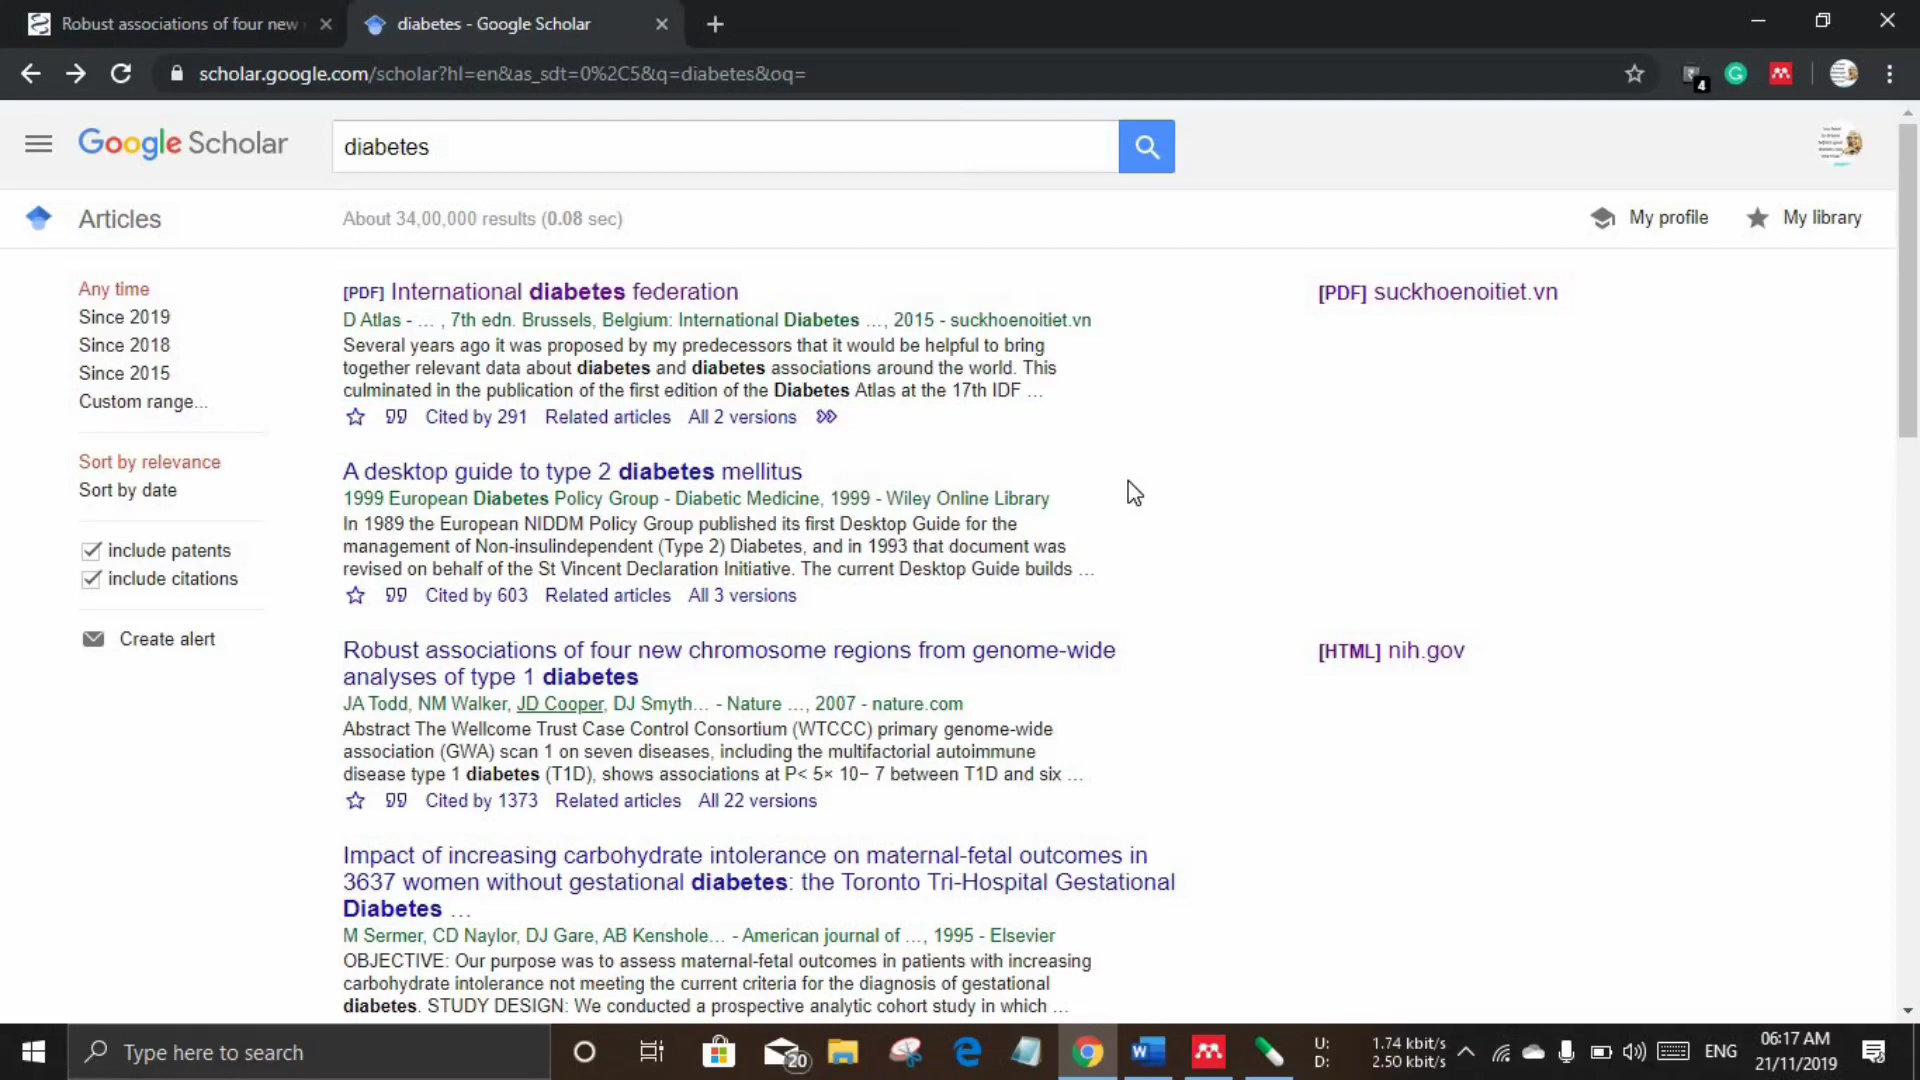 Robust associations of four new
diabetes - Google Scholar
scholar.google.com/scholar?hl=en&as_sdt=0%2C5&q=diabetes&oq=
4
Google Scholar
diabetes
Articles
About 34,00,000 results (0.08 sec)
My profile
My library
Any time
Since 2019
Since 2018
Since 2015
Custom range...
Sort by relevance
Sort by date
include patents
include citations
Create alert
[PDF] International diabetes federation
D Atlas - … , 7th edn. Brussels, Belgium: International Diabetes …, 2015 - suckhoenoitiet.vn
Several years ago it was proposed by my predecessors that it would be helpful to bring
together relevant data about diabetes and diabetes associations around the world. This
culminated in the publication of the first edition of the Diabetes Atlas at the 17th IDF …
Cited by 291 Related articles All 2 versions
[PDF] suckhoenoitiet.vn
A desktop guide to type 2 diabetes mellitus
1999 European Diabetes Policy Group - Diabetic Medicine, 1999 - Wiley Online Library
In 1989 the European NIDDM Policy Group published its first Desktop Guide for the
management of Non-insulindependent (Type 2) Diabetes, and in 1993 that document was
revised on behalf of the St Vincent Declaration Initiative. The current Desktop Guide builds …
Cited by 603 Related articles All 3 versions
Robust associations of four new chromosome regions from genome-wide
analyses of type 1 diabetes
JA Todd, NM Walker, JD Cooper, DJ Smyth… - Nature …, 2007 - nature.com
Abstract The Wellcome Trust Case Control Consortium (WTCCC) primary genome-wide
association (GWA) scan 1 on seven diseases, including the multifactorial autoimmune
disease type 1 diabetes (T1D), shows associations at P< 5× 10− 7 between T1D and six …
Cited by 1373 Related articles All 22 versions
[HTML] nih.gov
Impact of increasing carbohydrate intolerance on maternal-fetal outcomes in
3637 women without gestational diabetes: the Toronto Tri-Hospital Gestational
Diabetes …
M Sermer, CD Naylor, DJ Gare, AB Kenshole… - American journal of …, 1995 - Elsevier
OBJECTIVE: Our purpose was to assess maternal-fetal outcomes in patients with increasing
carbohydrate intolerance not meeting the current criteria for the diagnosis of gestational
diabetes. STUDY DESIGN: We conducted a prospective analytic cohort study in which …
Type here to search
20
U: 1.74 kbit/s
D: 2.50 kbit/s
ENG
06:17 AM
21/11/2019